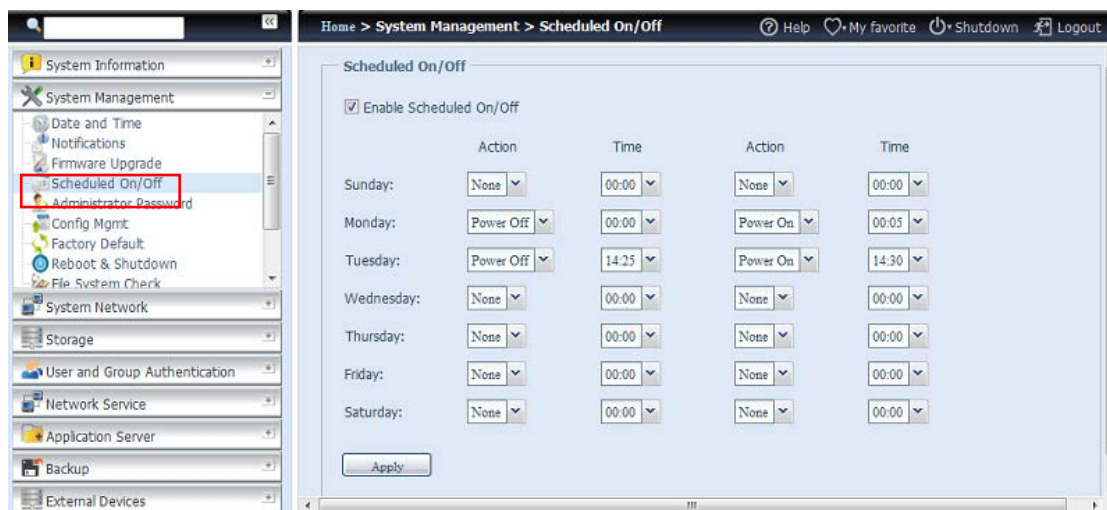 Home > System Management > Scheduled On/Off
Help My favorite Shutdown Logout
System Information
System Management
Date and Time
Notifications
Firmware Upgrade
Scheduled On/Off
Administrator Password
Config Mgmt
Factory Default
Reboot & Shutdown
File System Check
System Network
Storage
User and Group Authentication
Network Service
Application Server
Backup
External Devices
Scheduled On/Off
Enable Scheduled On/Off
Action Time Action Time
Sunday: None 00:00 None 00:00
Monday: Power Off 00:00 Power On 00:05
Tuesday: Power Off 14:25 Power On 14:30
Wednesday: None 00:00 None 00:00
Thursday: None 00:00 None 00:00
Friday: None 00:00 None 00:00
Saturday: None 00:00 None 00:00
Apply